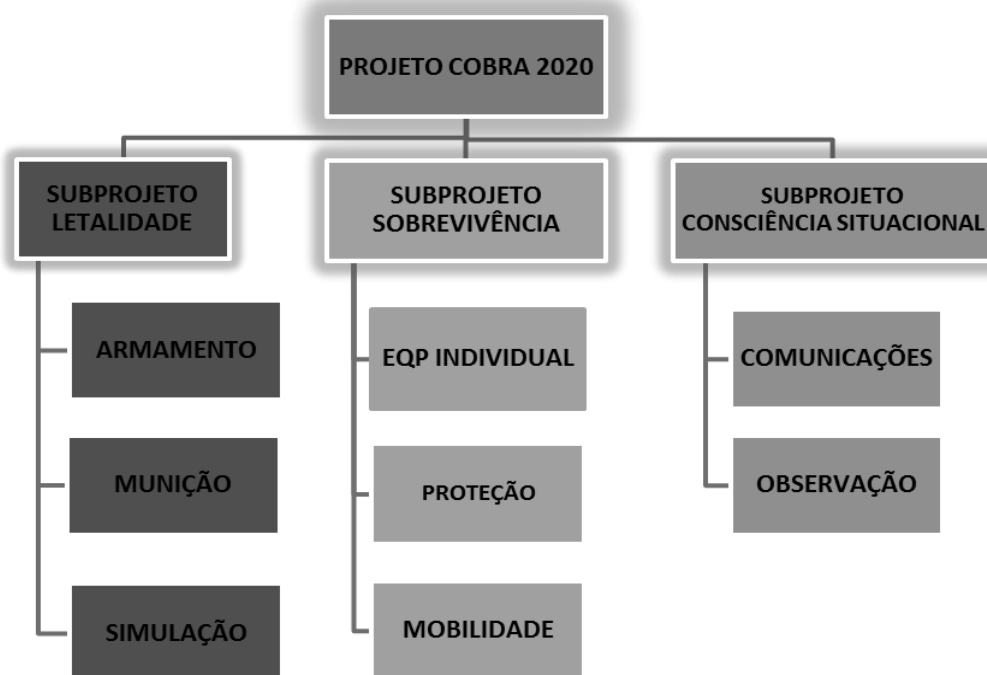 PROJETO COBRA 2020
SUBPROJETO
LETALIDADE
ARMAMENTO
MUNIÇÃO
SIMULAÇÃO
SUBPROJETO
SOBREVIVÊNCIA
EQP INDIVIDUAL
PROTEÇÃO
MOBILIDADE
SUBPROJETO
CONSCIÊNCIA SITUACIONAL
COMUNICAÇÕES
OBSERVAÇÃO